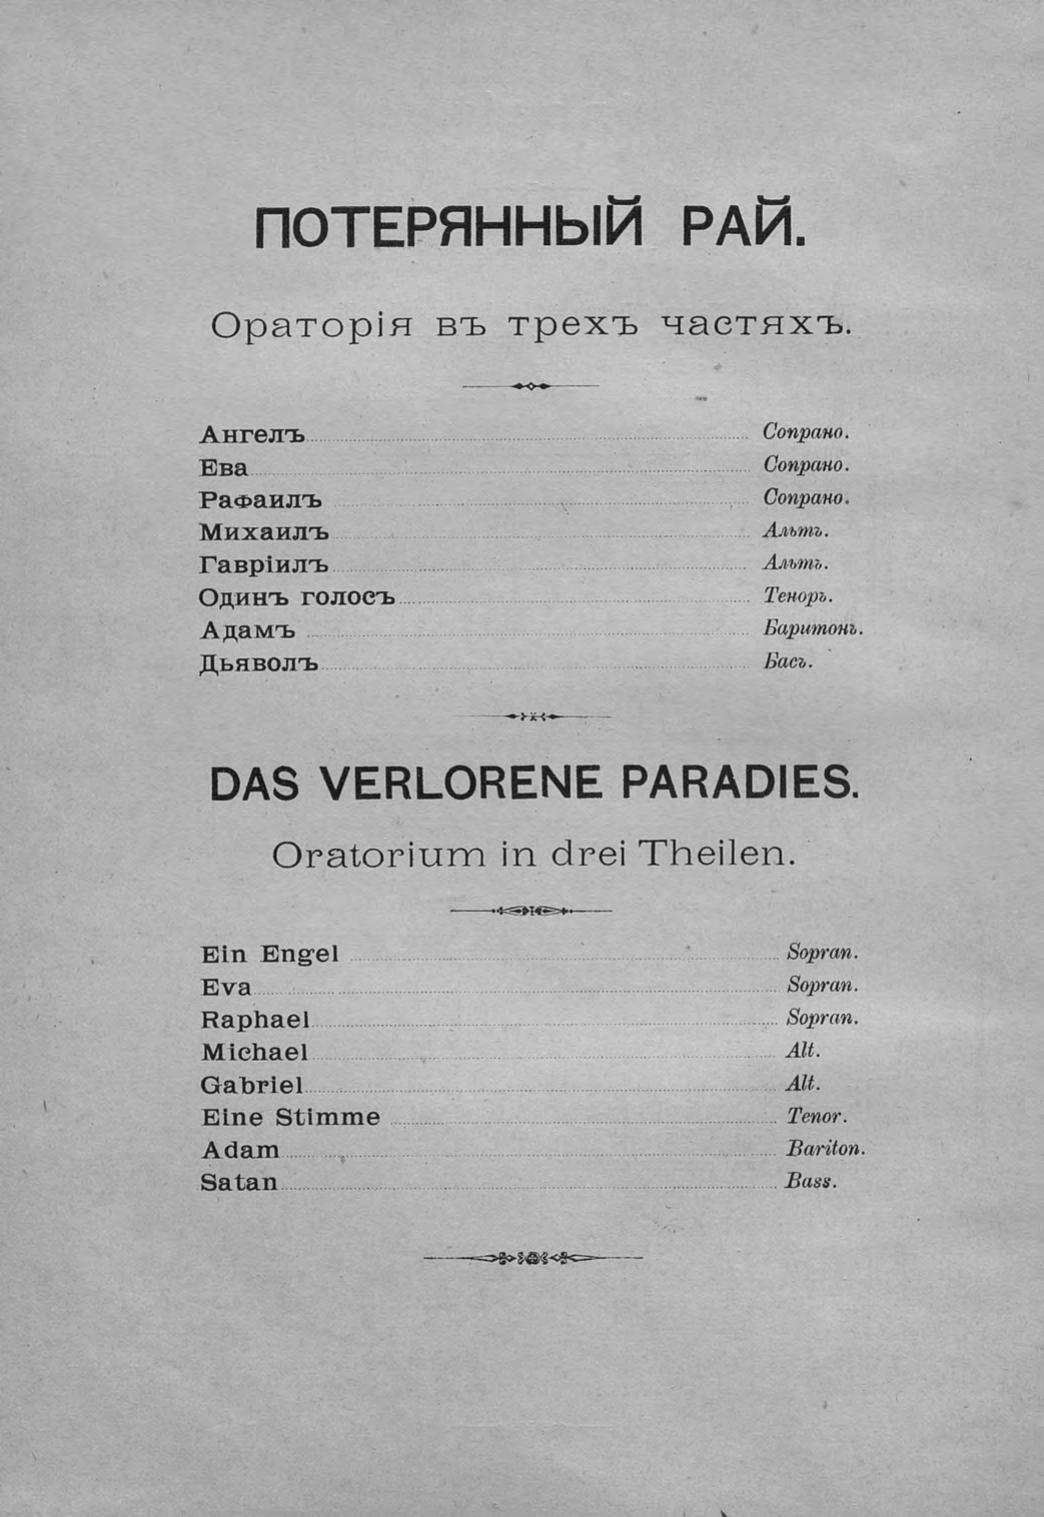 ПОТЕРЯННЫЙ РАЙ.
Ораторія въ трехъ частяхъ.
Ангелъ Сопрано.
Ева Сопрано.
Рафаилъ Сопрано.
Михаилъ Альтъ.
Гавріилъ Альтъ.
Одинъ голосъ Теноръ.
Адамъ Баритонъ.
Дьяволъ Басъ.
DAS VERLORENE PARADIES.
Oratorium in drei Theilen.
Ein Engel Sopran.
Eva Sopran.
Raphael Sopran.
Michael Alt.
Gabriel Alt.
Eine Stimme Tenor.
Adam Bariton.
Satan Bass.